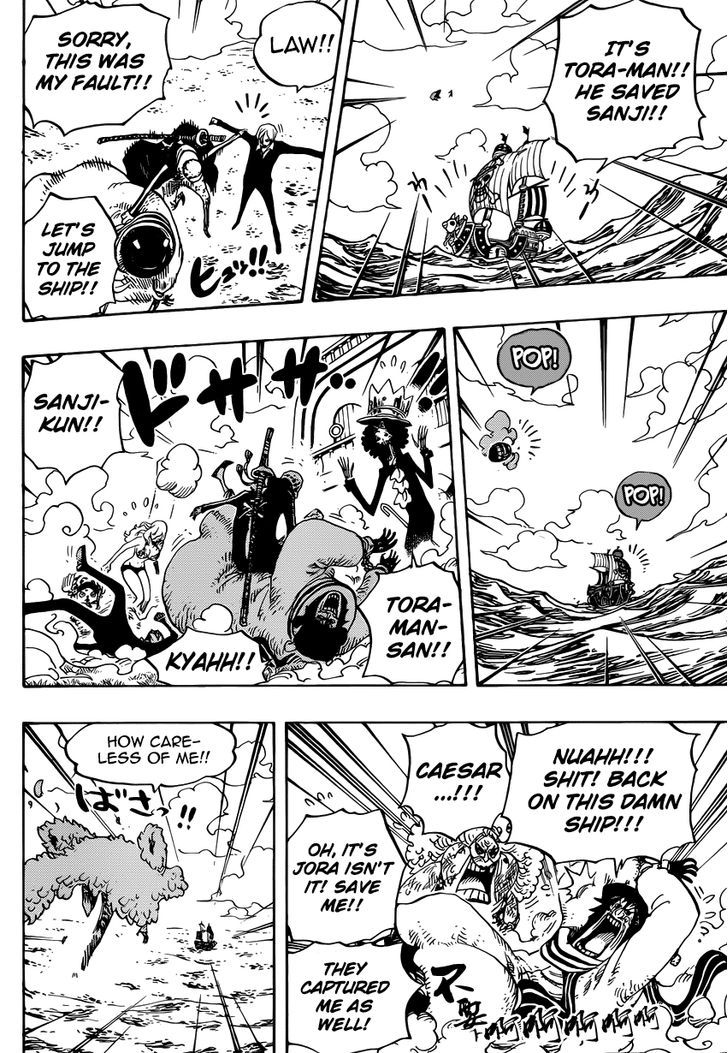 SORRY,
THIS WAS
MY FAULT!!
LAW!!
LET'S
JUMP
TO THE
SHIP!!
ヒュッ!!
IT'S
TORA-MAN!!
HE SAVED
SANJI!!
SANJI-
KUN!!
ドササ
KYAHH!!
TORA-
MAN-
SAN!!
POP!
POP!
HOW CARE-
LESS OF ME!!
ばさっ!!
CAESAR
...!!!
NUAHH!!!
SHIT! BACK
ON THIS DAMN
SHIP!!!
OH, IT'S
JORA ISN'T
IT! SAVE
ME!!
THEY
CAPTURED
ME AS
WELL!